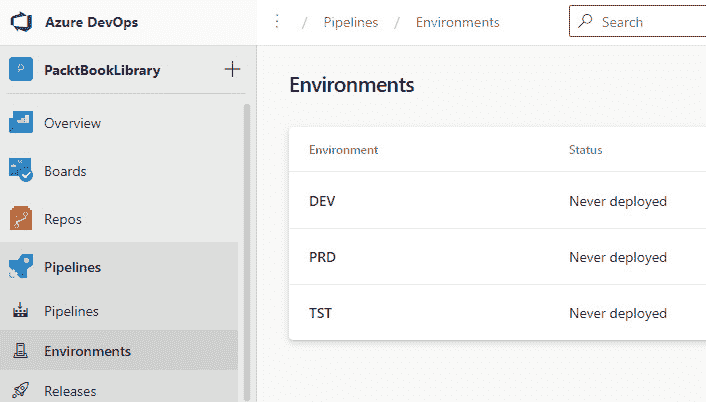 Azure DevOps
/ Pipelines / Environments
Search
PacktBookLibrary +
Overview
Boards
Repos
Pipelines
Pipelines
Environments
Releases
Environments
Environment Status
DEV Never deployed
PRD Never deployed
TST Never deployed